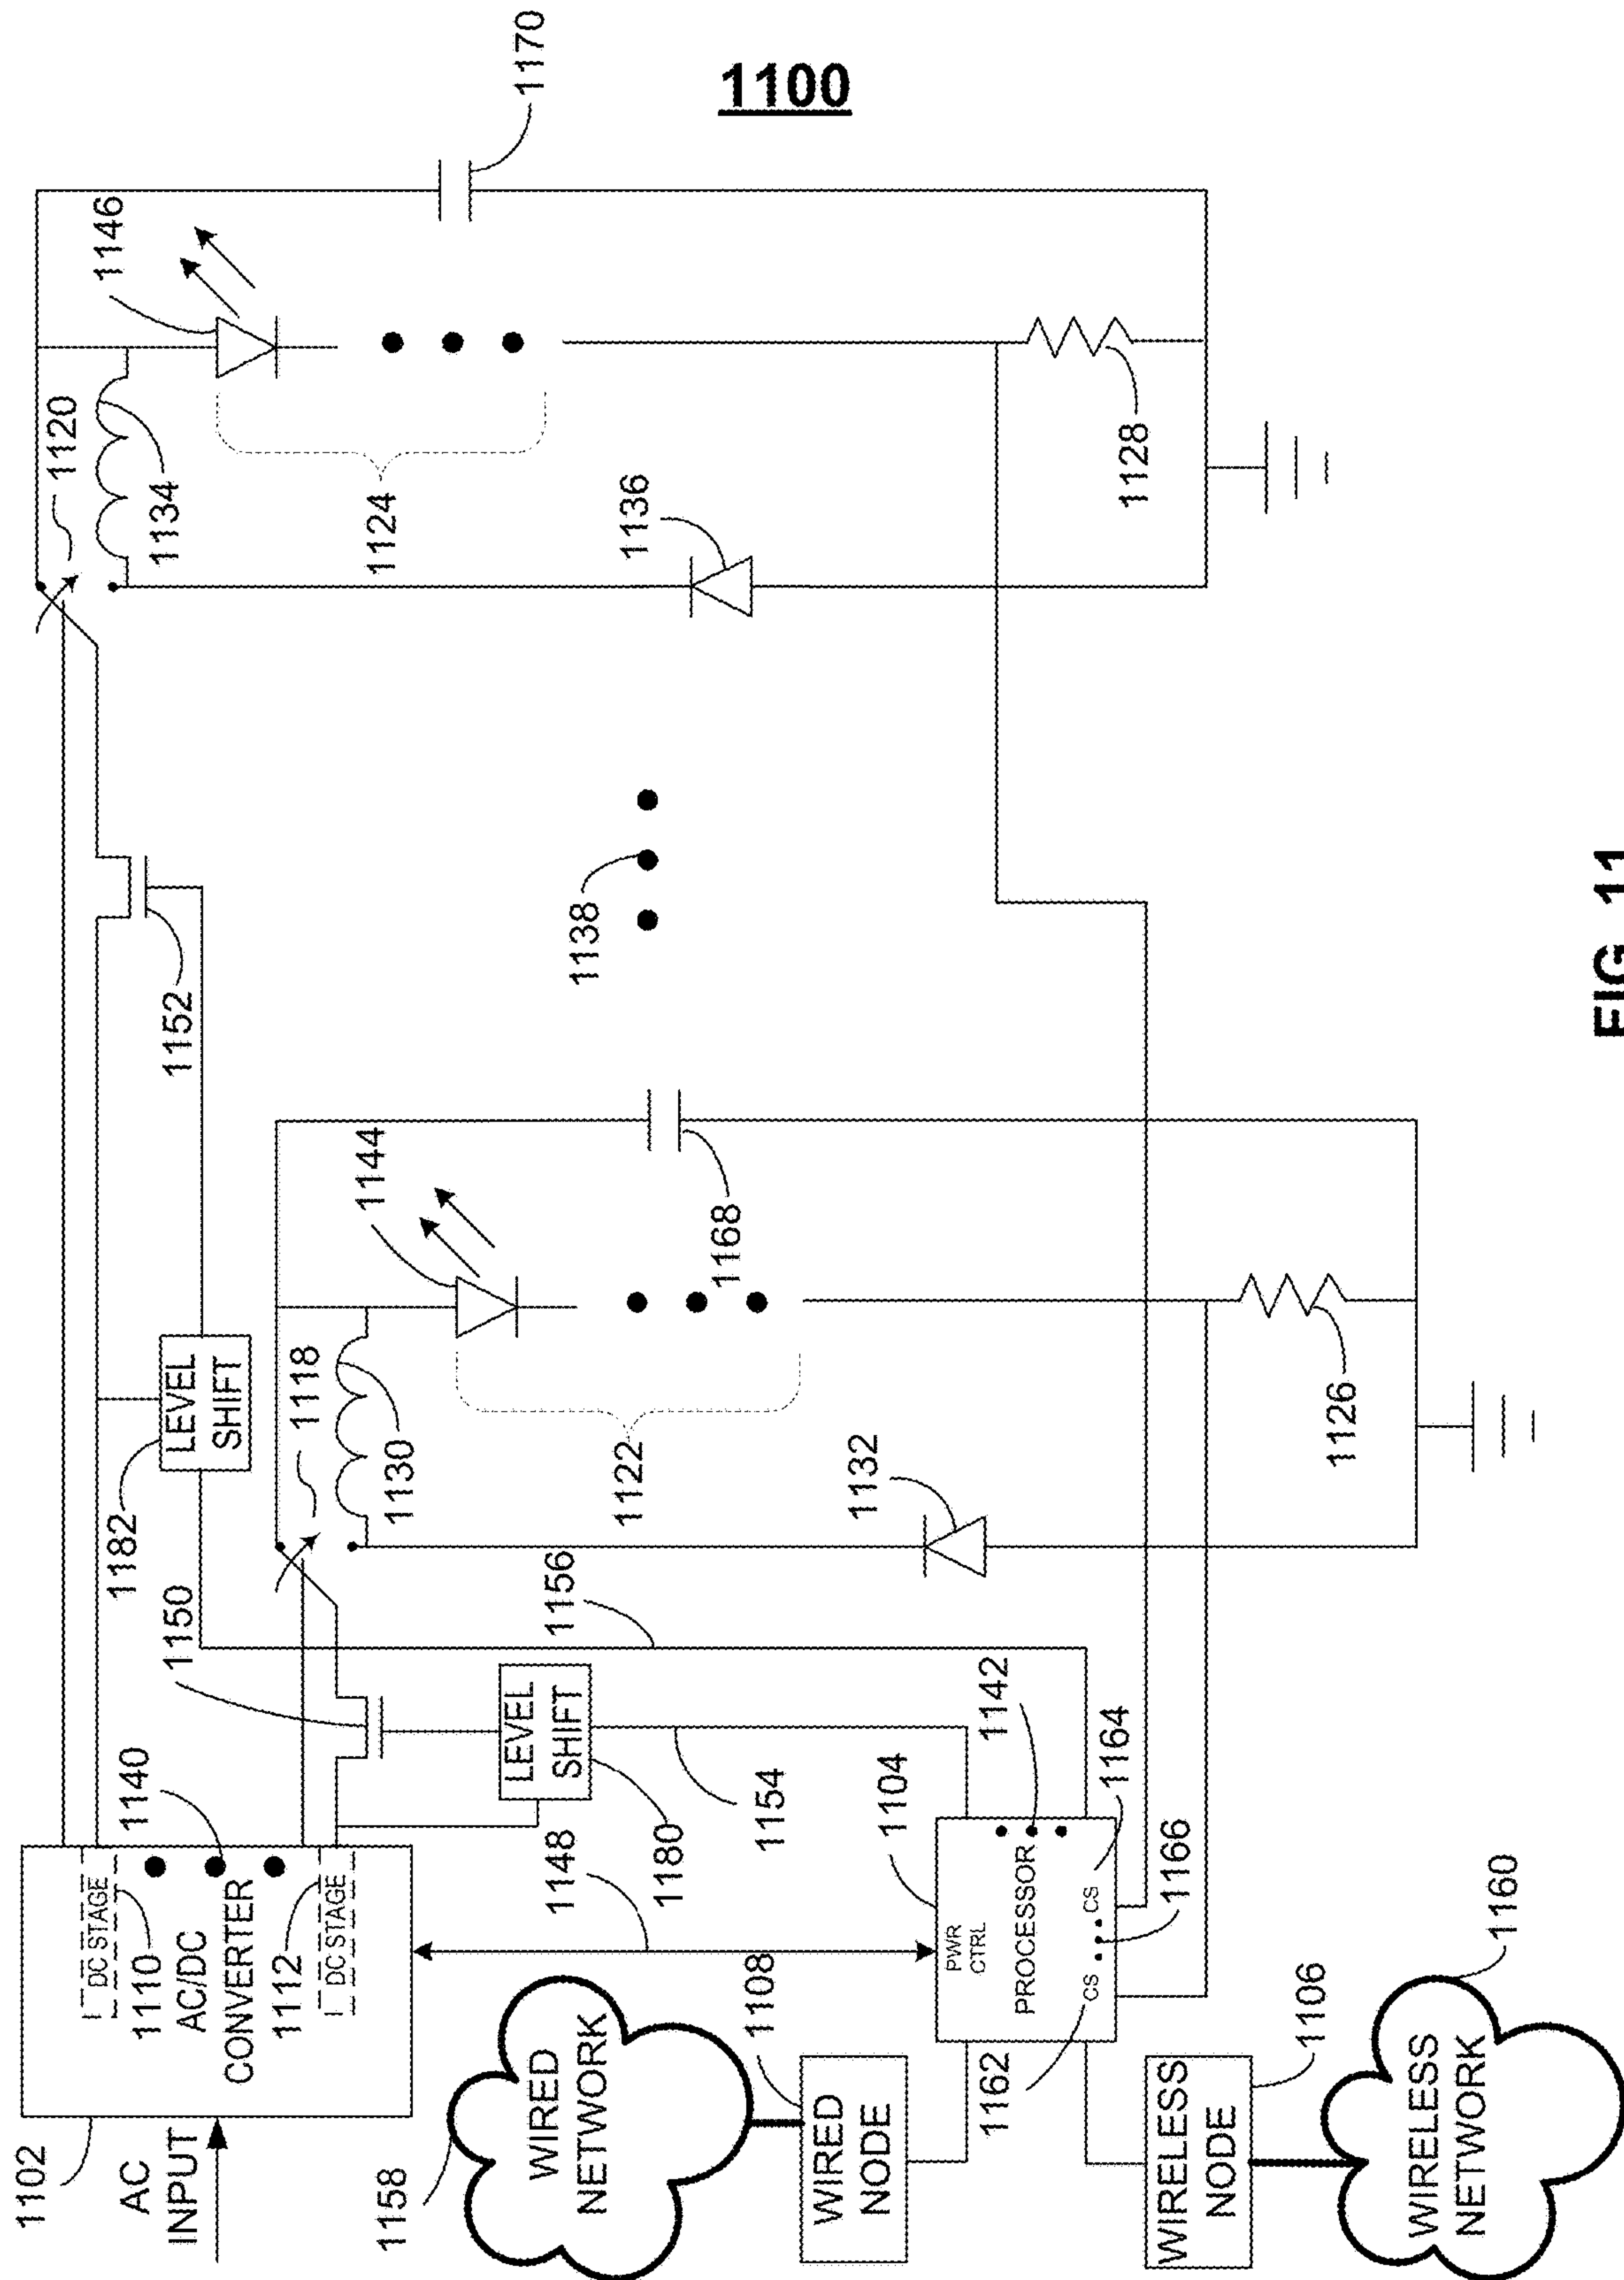 1100
1102
AC
INPUT
DC STAGE
1110
AC/DC
CONVERTER
1112
DC STAGE
1140
1150
1182
LEVEL
SHIFT
1152
1120
1134
1146
1170
1124
1136
1128
1118
1130
1144
1122
1168
1132
1126
1138
1156
LEVEL
SHIFT
1180
1154
1148
1104
1142
1164
1166
PWR
CTRL
PROCESSOR
CS
CS
1162
1158
WIRED
NETWORK
1108
WIRED
NODE
WIRELESS
NODE
1106
WIRELESS
NETWORK
1160
FIG. 11